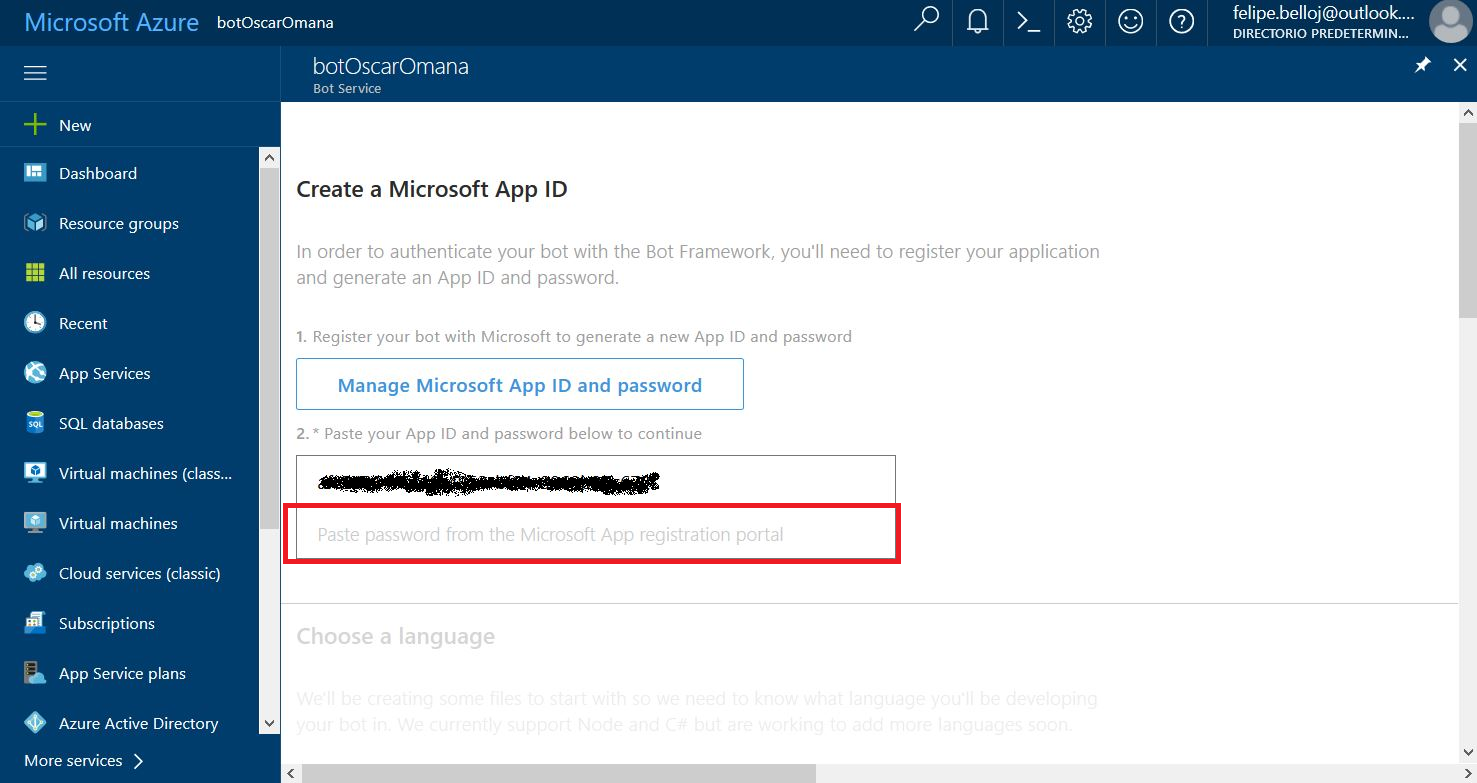 Microsoft Azure botOscarOmana
felipe.belloj@outlook....
DIRECTORIO PREDETERMIN...
botOscarOmana
Bot Service
New
Dashboard
Resource groups
All resources
Recent
App Services
SQL databases
Virtual machines (class...
Virtual machines
Cloud services (classic)
Subscriptions
App Service plans
Azure Active Directory
More services
Create a Microsoft App ID
In order to authenticate your bot with the Bot Framework, you'll need to register your application
and generate an App ID and password.
1. Register your bot with Microsoft to generate a new App ID and password
Manage Microsoft App ID and password
2. * Paste your App ID and password below to continue
Paste password from the Microsoft App registration portal
Choose a language
We'll be creating some files to start with so we need to know what language you'll be developing
your bot in. We currently support Node and C# but are working to add more languages soon.